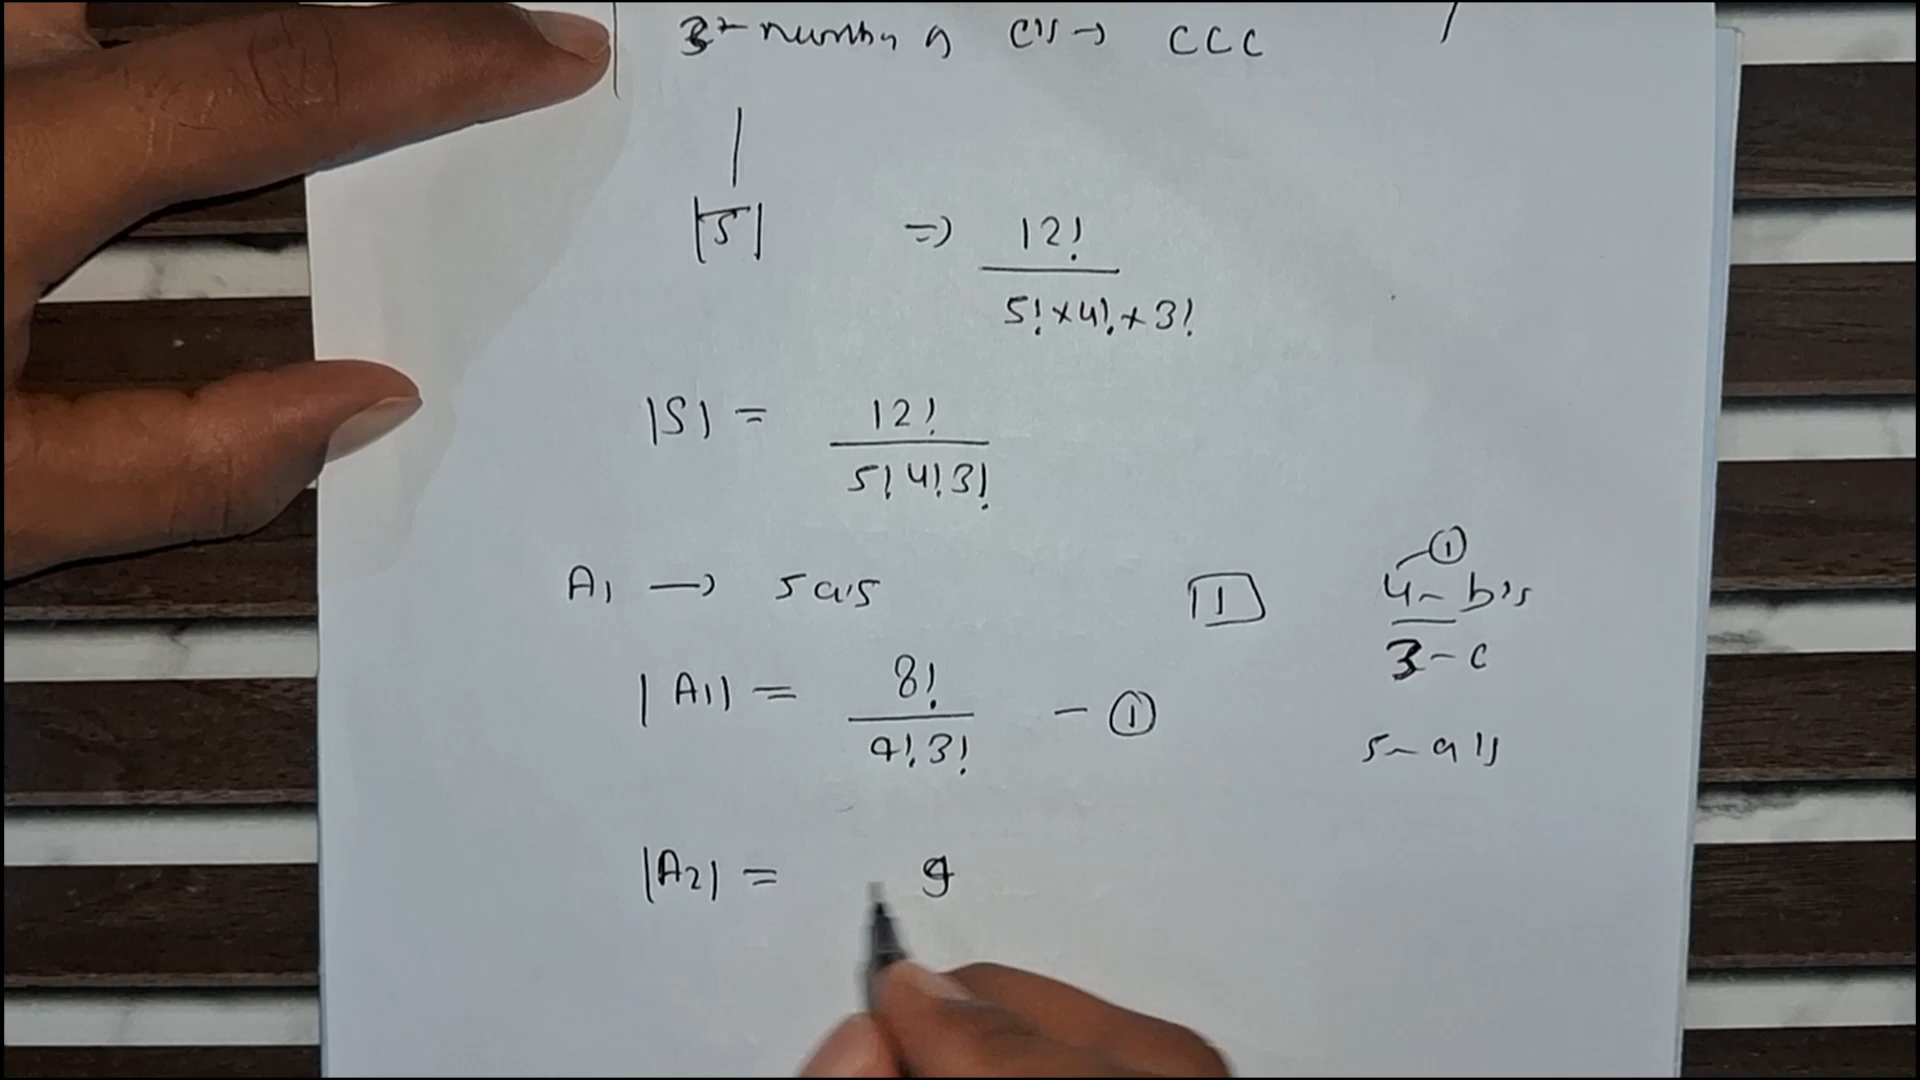 3 - number of c's → CCC
|S| ⇒ 12!
5! × 4! × 3!
|S| = 12!
5! 4! 3!
①
A1 → 5 a's 1 4 - b's
3 - c
|A1| = 8! - ①
4! 3!
5 - a's
|A2| = 9